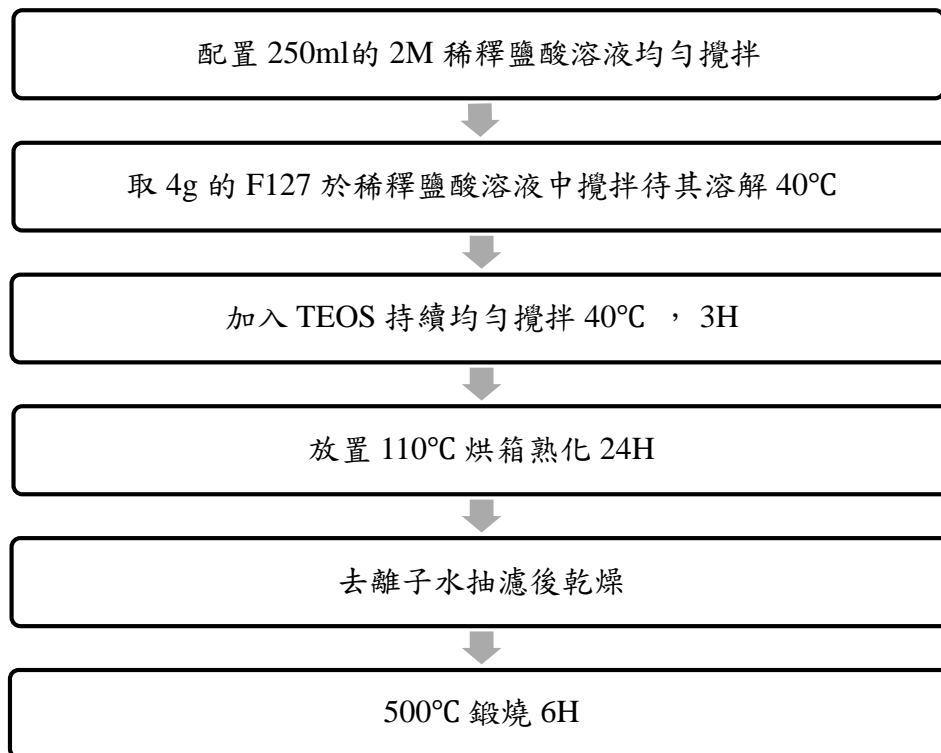 配置 250ml的 2M 稀釋鹽酸溶液均勻攪拌
取 4g 的 F127 於稀釋鹽酸溶液中攪拌待其溶解 40℃
加入 TEOS 持續均勻攪拌 40℃ ， 3H
放置 110℃ 烘箱熟化 24H
去離子水抽濾後乾燥
500℃ 鍛燒 6H